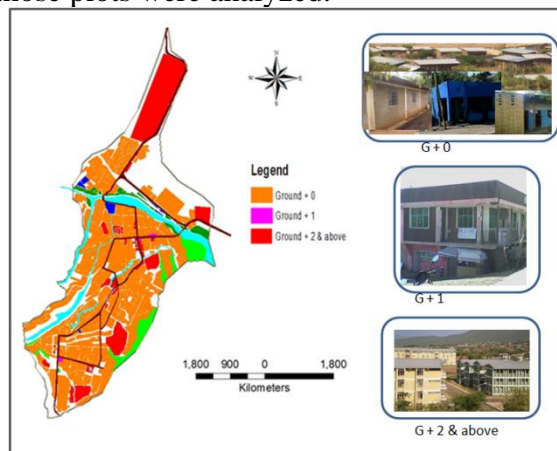 those plots were analyzed.
N
W E
S
Legend
Ground + 0
Ground + 1
Ground + 2 & above
1,800 900 0 1,800
Kilometers
G + 0
G + 1
G + 2 & above